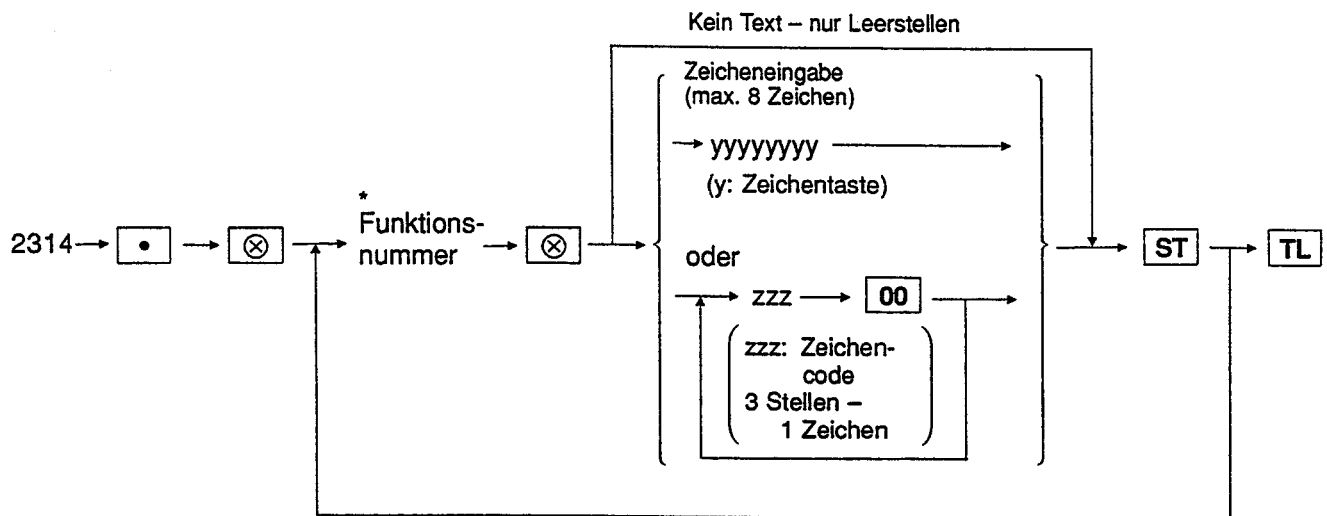 Kein Text – nur Leerstellen
Zeicheneingabe
(max. 8 Zeichen)
yyyyyyyy
(y: Zeichentaste)
*
2314 • ⊗ Funktions-
nummer ⊗
oder
zzz 00
zzz: Zeichen-
code
3 Stellen –
1 Zeichen
ST TL